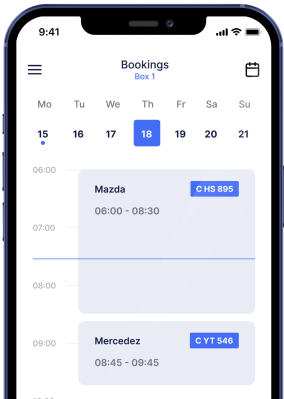 9:41
Bookings
Box 1
Mo Tu We Th Fr Sa Su
15 16 17 18 19 20 21
06:00
Mazda C HS 895
06:00 - 08:30
07:00
08:00
Mercedez C YT 546
09:00
08:45 - 09:45